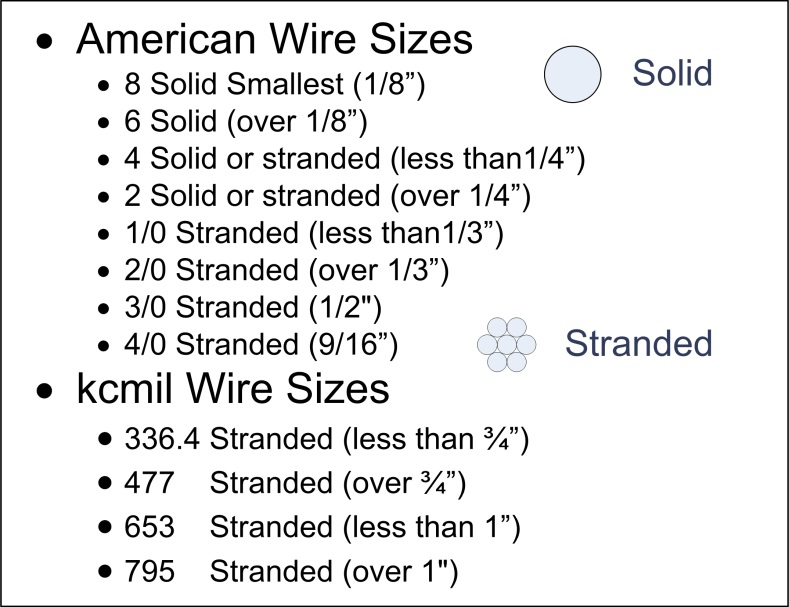 • American Wire Sizes
• 8 Solid Smallest (1/8”)
Solid
• 6 Solid (over 1/8”)
• 4 Solid or stranded (less than1/4”)
• 2 Solid or stranded (over 1/4”)
• 1/0 Stranded (less than1/3”)
• 2/0 Stranded (over 1/3”)
• 3/0 Stranded (1/2")
• 4/0 Stranded (9/16”)
Stranded
• kcmil Wire Sizes
• 336.4 Stranded (less than ¾”)
• 477 Stranded (over ¾”)
• 653 Stranded (less than 1”)
• 795 Stranded (over 1")